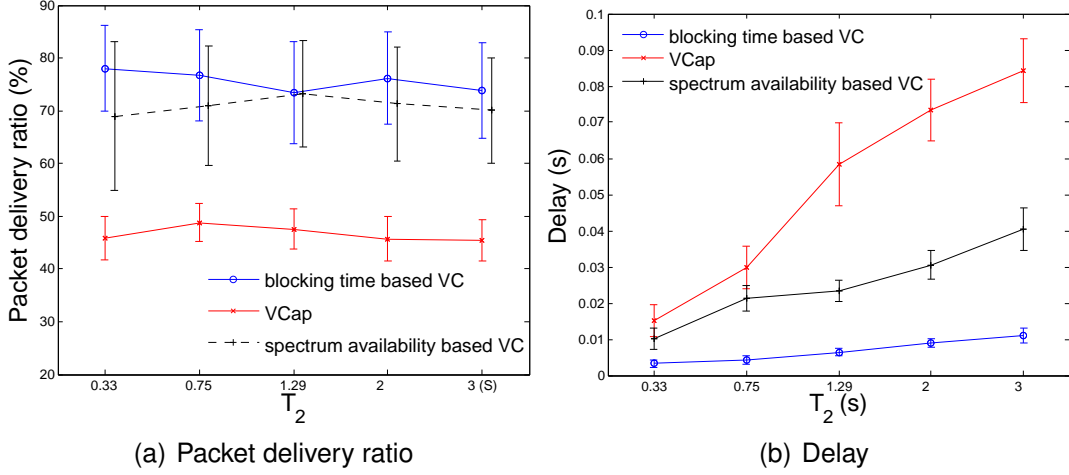 90
80
70
60
50
40
30
20
Packet delivery ratio (%)
blocking time based VC
VCap
spectrum availability based VC
0.33 0.75 1.29 2 3 (S)
T2
(a) Packet delivery ratio
0.1
0.09
0.08
0.07
0.06
0.05
0.04
0.03
0.02
0.01
0
Delay (s)
blocking time based VC
VCap
spectrum availability based VC
0.33 0.75 1.29 2 3
T2 (s)
(b) Delay